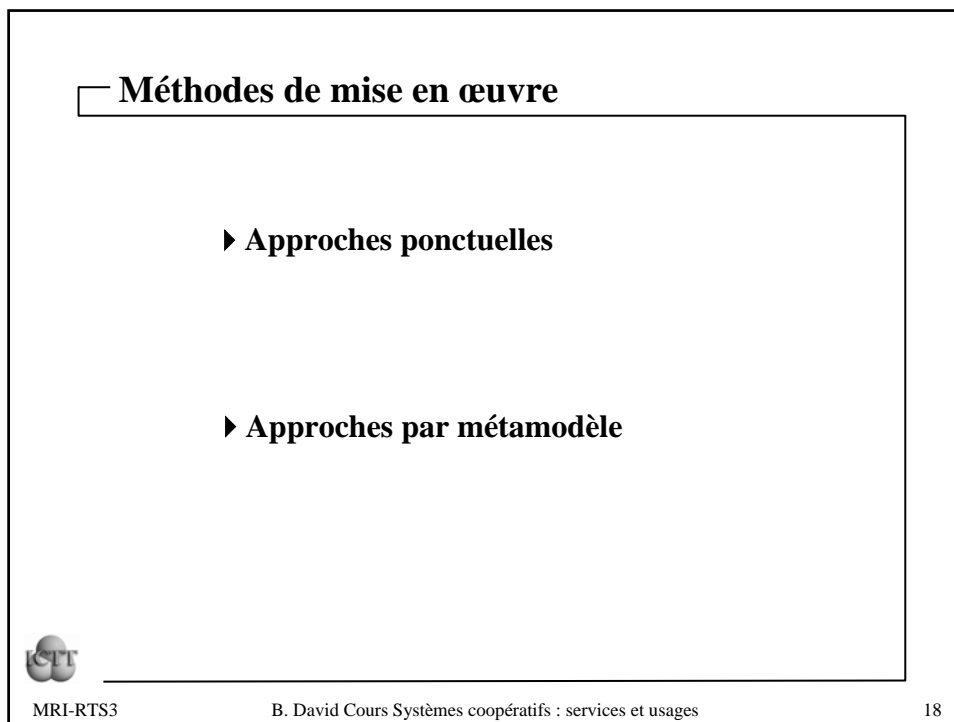 Méthodes de mise en œuvre
Approches ponctuelles
Approches par métamodèle
ICTT
MRI-RTS3 B. David Cours Systèmes coopératifs : services et usages 18